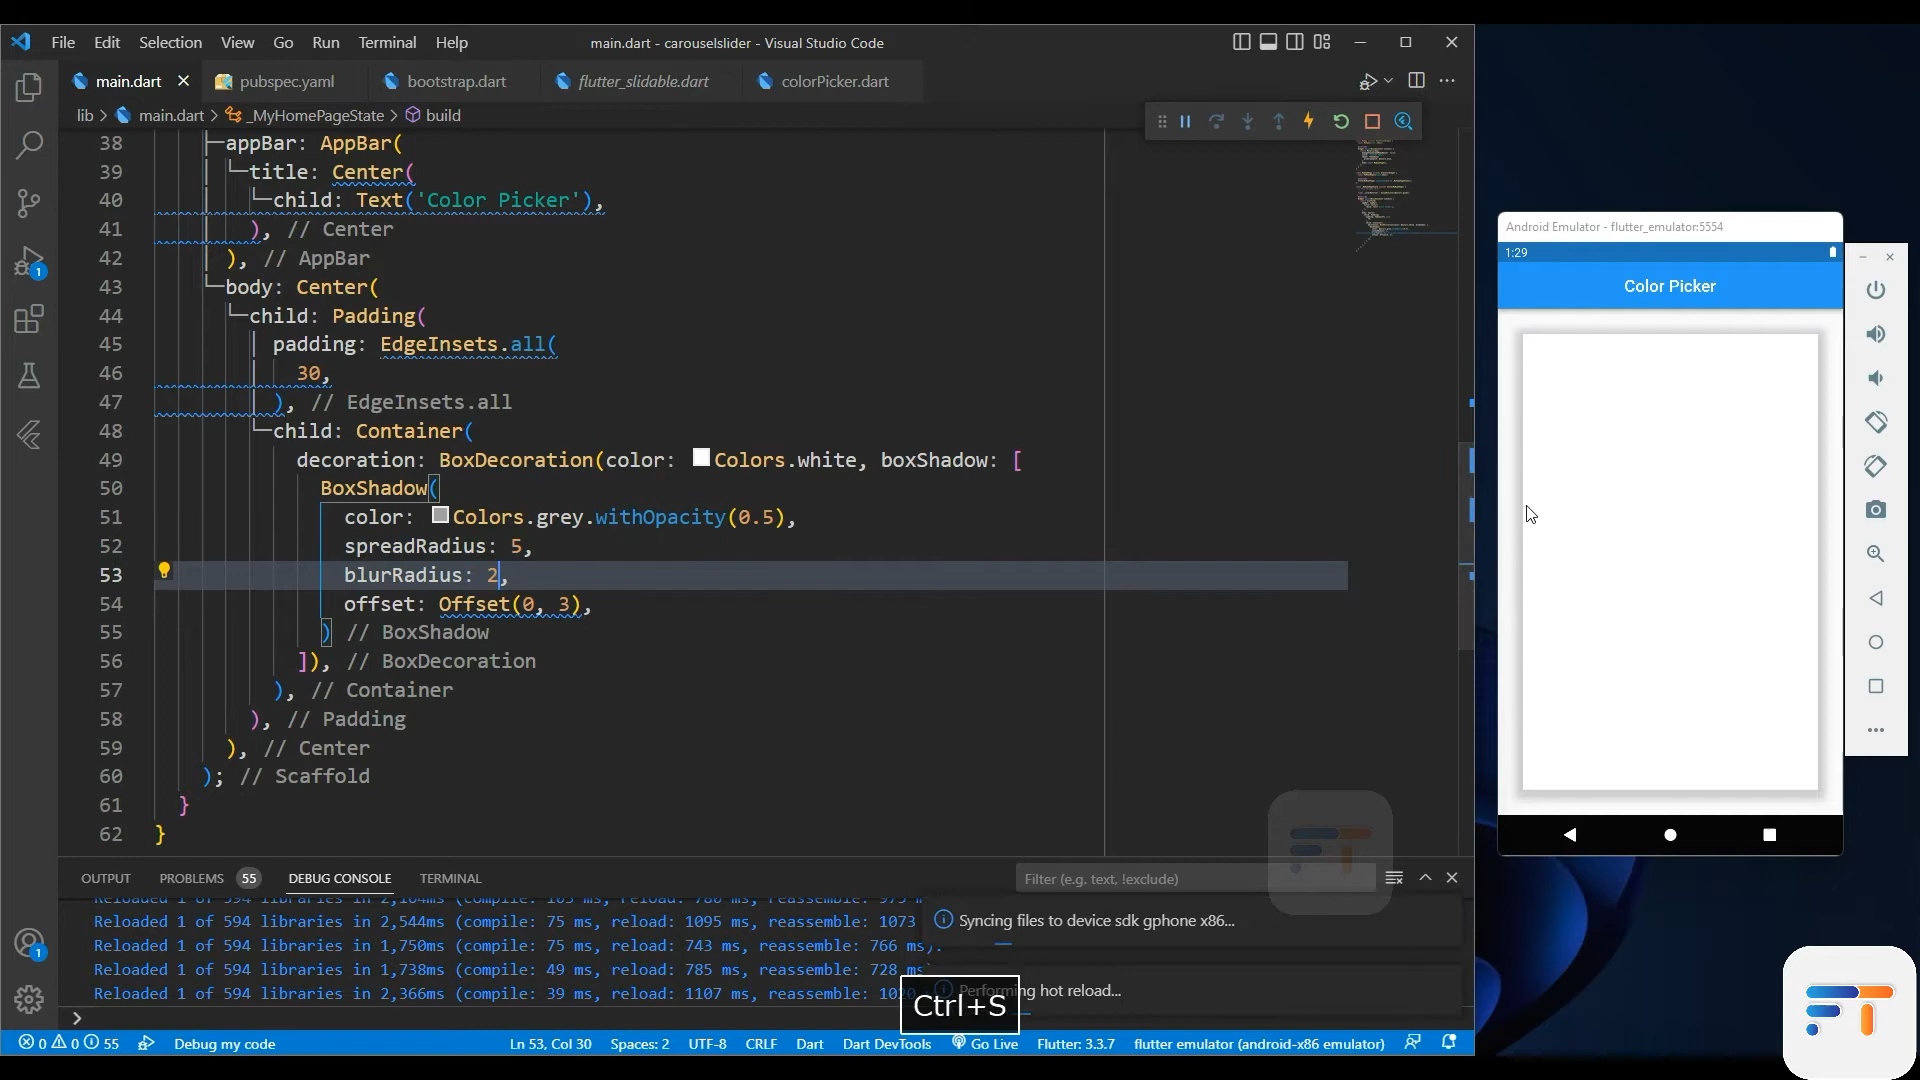 File Edit Selection View Go Run Terminal Help
main.dart - carouselslider - Visual Studio Code
main.dart pubspec.yaml bootstrap.dart flutter_slidable.dart colorPicker.dart
lib > main.dart > _MyHomePageState > build
38 appBar: AppBar(
39 title: Center(
40 child: Text('Color Picker'),
41 ), // Center
42 ), // AppBar
43 body: Center(
44 child: Padding(
45 padding: EdgeInsets.all(
46 30,
47 ), // EdgeInsets.all
48 child: Container(
49 decoration: BoxDecoration(color: Colors.white, boxShadow: [
50 BoxShadow(
51 color: Colors.grey.withOpacity(0.5),
52 spreadRadius: 5,
53 blurRadius: 2,
54 offset: Offset(0, 3),
55 ) // BoxShadow
56 ]), // BoxDecoration
57 ), // Container
58 ), // Padding
59 ), // Center
60 ); // Scaffold
61 }
62 }
Android Emulator - flutter_emulator:5554
1:29
Color Picker
OUTPUT PROBLEMS 55 DEBUG CONSOLE TERMINAL
Filter (e.g. text, !exclude)
Reloaded 1 of 594 libraries in 2,544ms (compile: 75 ms, reload: 1095 ms, reassemble: 1073
Reloaded 1 of 594 libraries in 1,750ms (compile: 75 ms, reload: 743 ms, reassemble: 766 ms).
Reloaded 1 of 594 libraries in 1,738ms (compile: 49 ms, reload: 785 ms, reassemble: 728 ms
Reloaded 1 of 594 libraries in 2,366ms (compile: 39 ms, reload: 1107 ms, reassemble:
Syncing files to device sdk gphone x86...
Performing hot reload...
Ctrl+S
1
1
0 0 55 Debug my code Ln 53, Col 30 Spaces: 2 UTF-8 CRLF Dart Dart DevTools Go Live Flutter: 3.3.7 flutter emulator (android-x86 emulator)